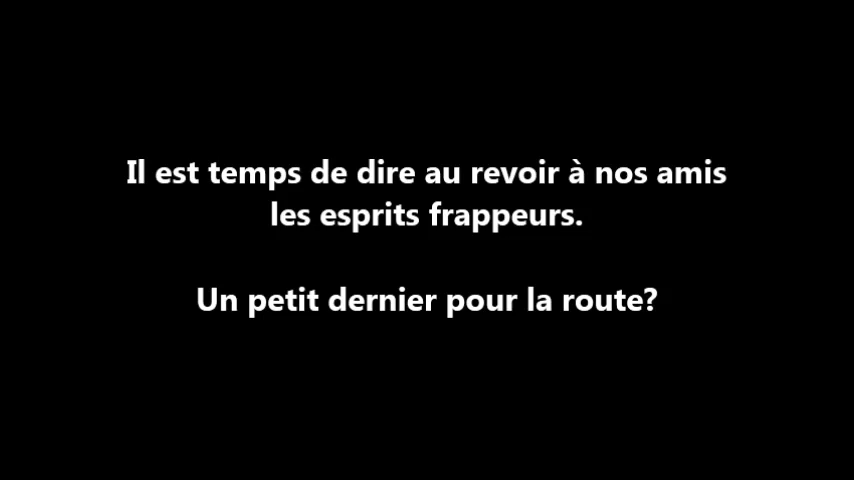 Il est temps de dire au revoir à nos amis
les esprits frappeurs.
Un petit dernier pour la route?